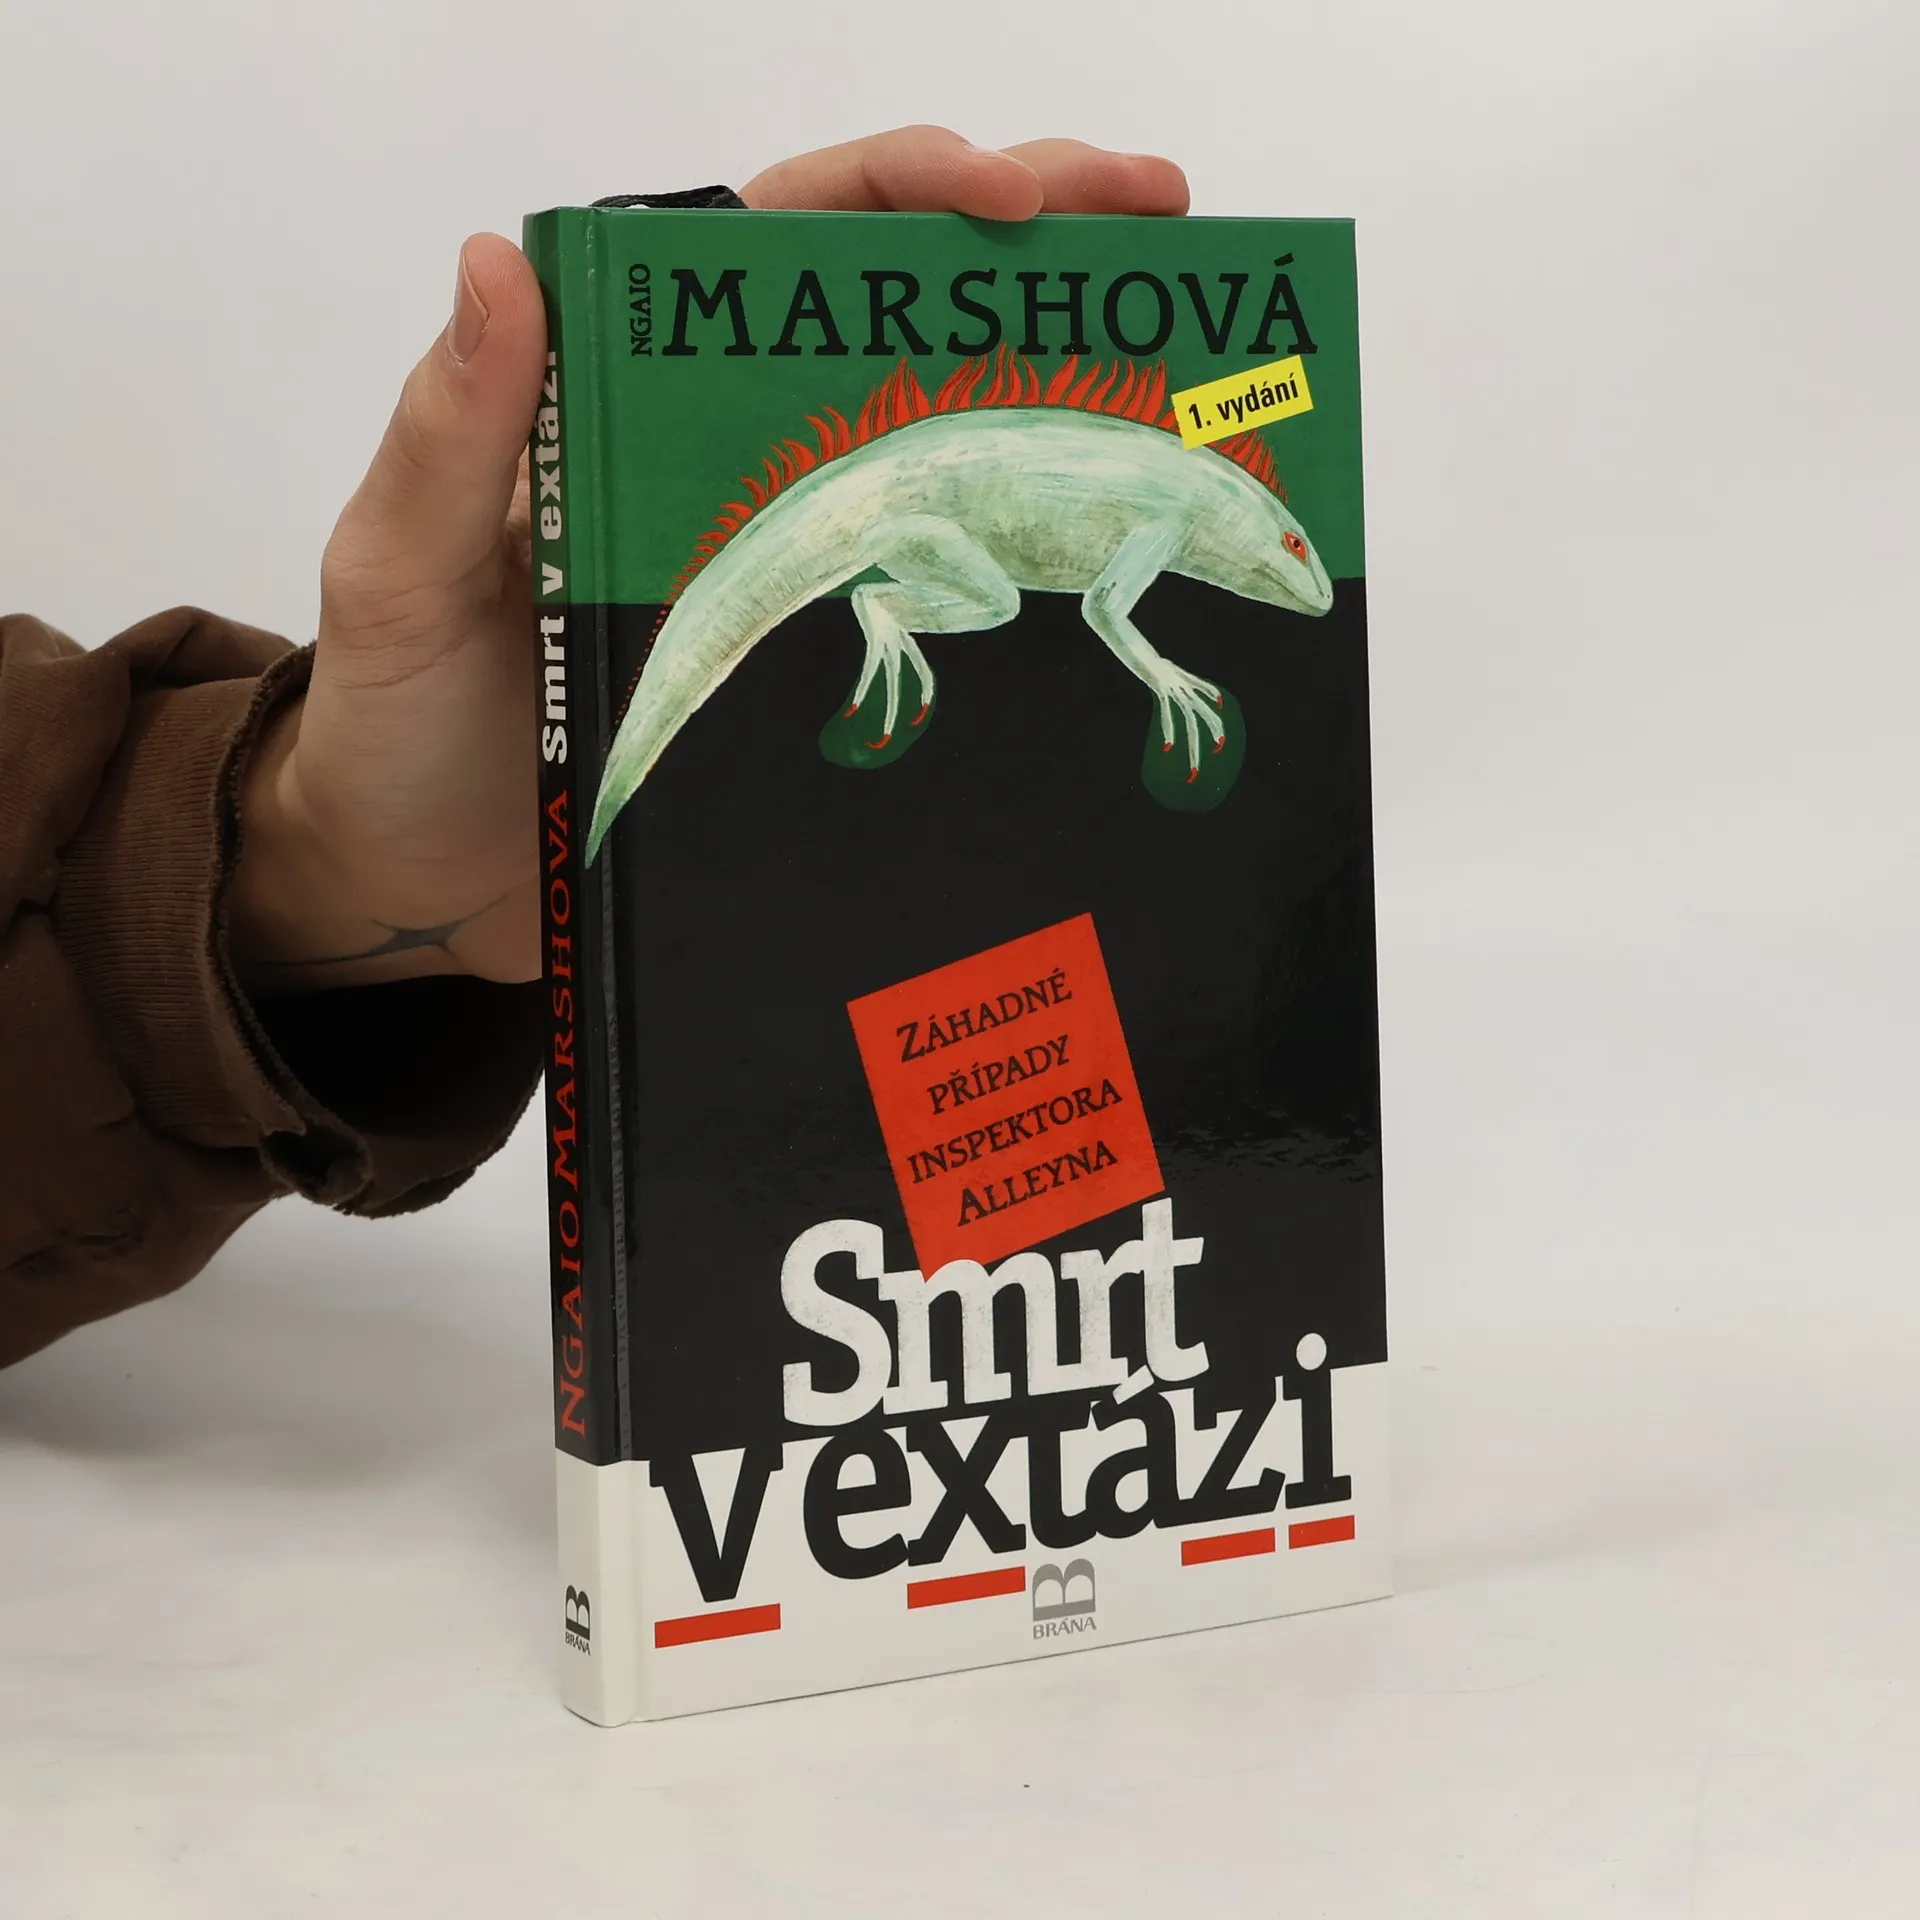 NGAIO
MARSHOVÁ
1. vydání
ZÁHADNÉ
PŘÍPADY
INSPEKTORA
ALLEYNA
Smrt
v extázi
B
BRÁNA
NGAIO MARSHOVÁ Smrt v extázi
B
BRÁNA